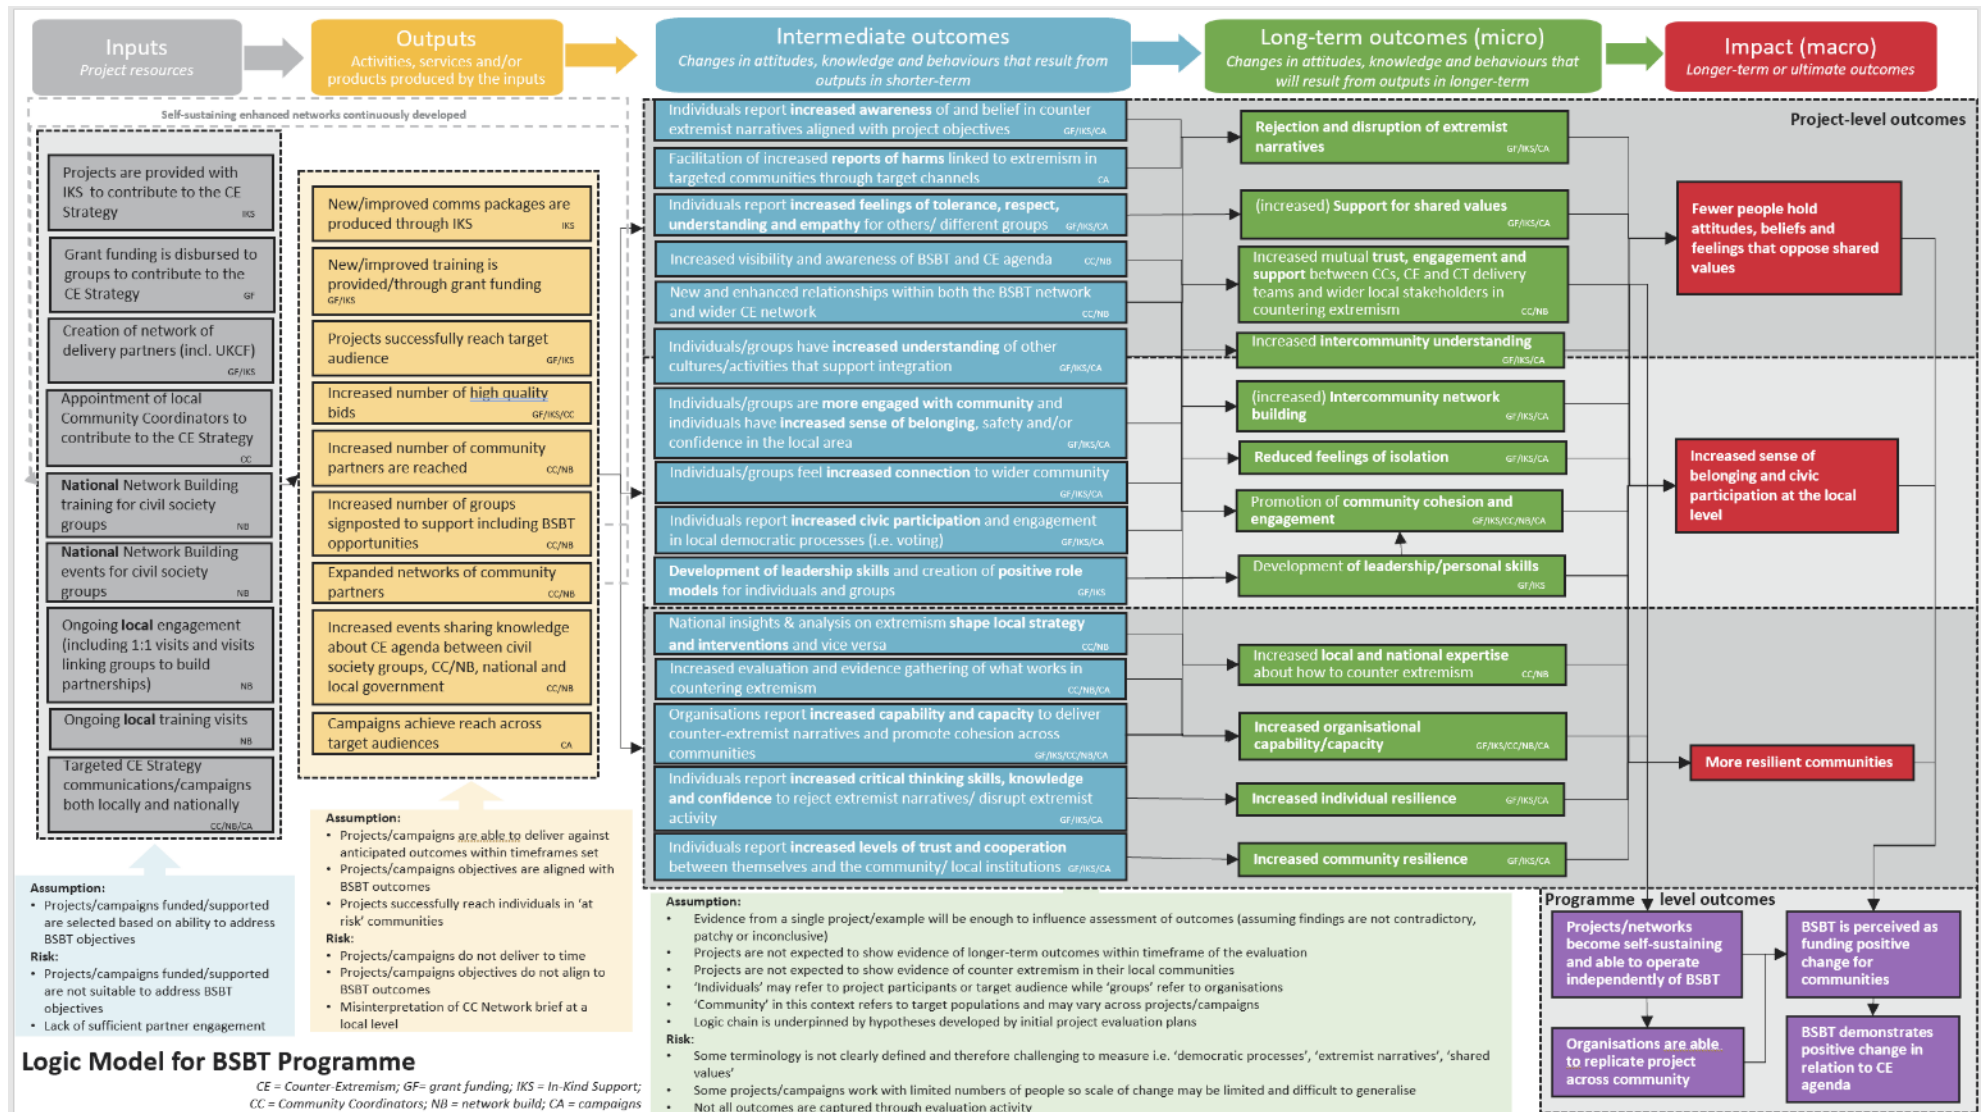 Inputs
Project resources
Outputs
Activities, services and/or
products produced by the inputs
Intermediate outcomes
Changes in attitudes, knowledge and behaviours that result from
outputs in shorter-term
Long-term outcomes (micro)
Changes in attitudes, knowledge and behaviours that
will result from outputs in longer-term
Impact (macro)
Longer-term or ultimate outcomes
Self-sustaining enhanced networks continuously developed
Projects are provided with
IKS to contribute to the CE
Strategy IKS
Grant funding is disbursed to
groups to contribute to the
CE Strategy GF
Creation of network of
delivery partners (incl. UKCF)
GF/IKS
Appointment of local
Community Coordinators to
contribute to the CE Strategy
CC
National Network Building
training for civil society
groups NB
National Network Building
events for civil society
groups NB
Ongoing local engagement
(including 1:1 visits and visits
linking groups to build
partnerships) NB
Ongoing local training visits
NB
Targeted CE Strategy
communications/campaigns
both locally and nationally
CC/NB/CA
New/improved comms packages are
produced through IKS IKS
New/improved training is
provided/through grant funding
GF/IKS
Projects successfully reach target
audience GF/IKS
Increased number of high quality
bids GF/IKS/CC
Increased number of community
partners are reached CC/NB
Increased number of groups
signposted to support including BSBT
opportunities CC/NB
Expanded networks of community
partners CC/NB
Increased events sharing knowledge
about CE agenda between civil
society groups, CC/NB, national and
local government CC/NB
Campaigns achieve reach across
target audiences CA
Individuals report increased awareness of and belief in counter
extremist narratives aligned with project objectives GF/IKS/CA
Facilitation of increased reports of harms linked to extremism in
targeted communities through target channels CA
Individuals report increased feelings of tolerance, respect,
understanding and empathy for others/ different groups GF/IKS/CA
Increased visibility and awareness of BSBT and CE agenda CC/NB
New and enhanced relationships within both the BSBT network
and wider CE network CC/NB
Individuals/groups have increased understanding of other
cultures/activities that support integration GF/IKS/CA
Individuals/groups are more engaged with community and
individuals have increased sense of belonging, safety and/or
confidence in the local area GF/IKS/CA
Individuals/groups feel increased connection to wider community
GF/IKS/CA
Individuals report increased civic participation and engagement
in local democratic processes (i.e. voting) GF/IKS/CA
Development of leadership skills and creation of positive role
models for individuals and groups GF/IKS
National insights & analysis on extremism shape local strategy
and interventions and vice versa CC/NB
Increased evaluation and evidence gathering of what works in
countering extremism CC/NB/CA
Organisations report increased capability and capacity to deliver
counter-extremist narratives and promote cohesion across
communities GF/IKS/CC/NB/CA
Individuals report increased critical thinking skills, knowledge
and confidence to reject extremist narratives/ disrupt extremist
activity GF/IKS/CA
Individuals report increased levels of trust and cooperation
between themselves and the community/ local institutions GF/IKS/CA
Rejection and disruption of extremist
narratives GF/IKS/CA
(increased) Support for shared values
GF/IKS/CA
Increased mutual trust, engagement and
support between CCs, CE and CT delivery
teams and wider local stakeholders in
countering extremism CC/NB
Increased intercommunity understanding
GF/IKS/CA
(increased) Intercommunity network
building GF/IKS/CA
Reduced feelings of isolation GF/IKS/CA
Promotion of community cohesion and
engagement GF/IKS/CC/NB/CA
Development of leadership/personal skills
GF/IKS
Increased local and national expertise
about how to counter extremism CC/NB
Increased organisational
capability/capacity GF/IKS/CC/NB/CA
Increased individual resilience GF/IKS/CA
Increased community resilience GF/IKS/CA
Project-level outcomes
Fewer people hold
attitudes, beliefs and
feelings that oppose shared
values
Increased sense of
belonging and civic
participation at the local
level
More resilient communities
Assumption:
• Projects/campaigns funded/supported
are selected based on ability to address
BSBT objectives
Risk:
• Projects/campaigns funded/supported
are not suitable to address BSBT
objectives
• Lack of sufficient partner engagement
Assumption:
• Projects/campaigns are able to deliver against
anticipated outcomes within timeframes set
• Projects/campaigns objectives are aligned with
BSBT outcomes
• Projects successfully reach individuals in ‘at
risk’ communities
Risk:
• Projects/campaigns do not deliver to time
• Projects/campaigns objectives do not align to
BSBT outcomes
• Misinterpretation of CC Network brief at a
local level
Assumption:
• Evidence from a single project/example will be enough to influence assessment of outcomes (assuming findings are not contradictory,
patchy or inconclusive)
• Projects are not expected to show evidence of longer-term outcomes within timeframe of the evaluation
• Projects are not expected to show evidence of counter extremism in their local communities
• ‘Individuals’ may refer to project participants or target audience while ‘groups’ refer to organisations
• ‘Community’ in this context refers to target populations and may vary across projects/campaigns
• Logic chain is underpinned by hypotheses developed by initial project evaluation plans
Risk:
• Some terminology is not clearly defined and therefore challenging to measure i.e. ‘democratic processes’, ‘extremist narratives’, ‘shared
values’
• Some projects/campaigns work with limited numbers of people so scale of change may be limited and difficult to generalise
• Not all outcomes are captured through evaluation activity
Programme level outcomes
Projects/networks
become self-sustaining
and able to operate
independently of BSBT
Organisations are able
to replicate project
across community
BSBT is perceived as
funding positive
change for
communities
BSBT demonstrates
positive change in
relation to CE
agenda
Logic Model for BSBT Programme
CE = Counter-Extremism; GF= grant funding; IKS = In-Kind Support;
CC = Community Coordinators; NB = network build; CA = campaigns